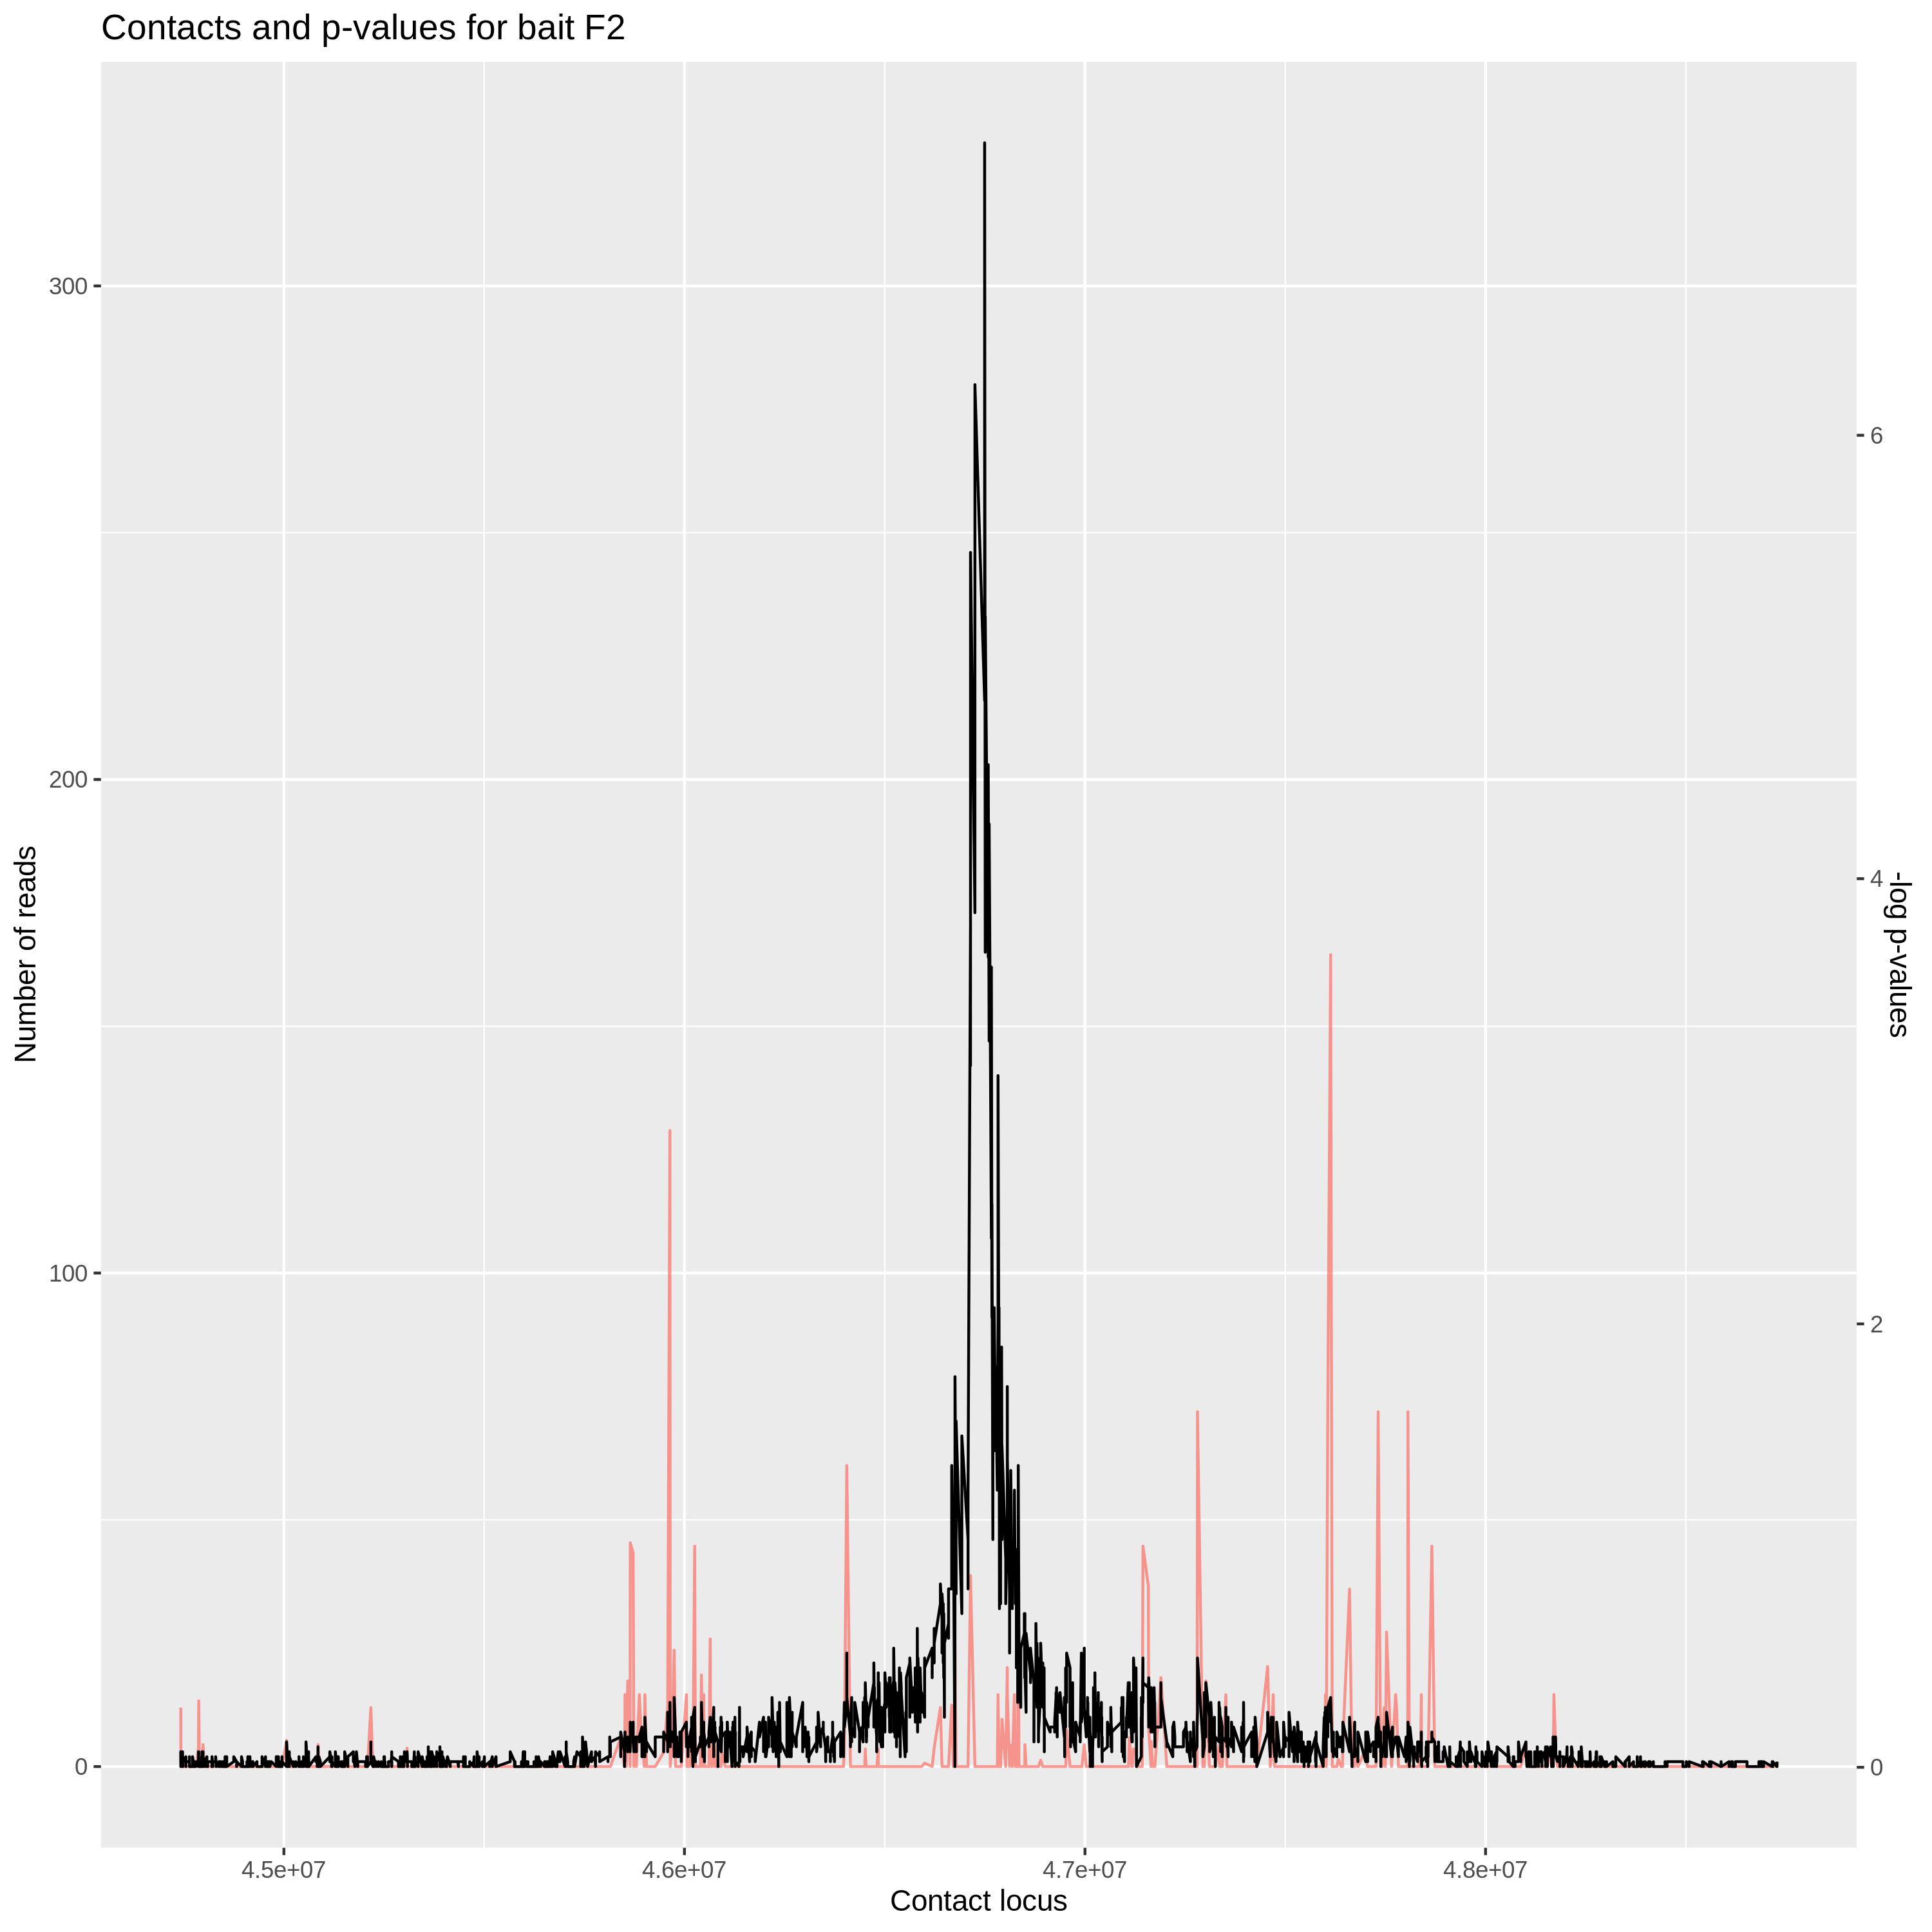 Contacts and p-values for bait F2
300
200
100
0
Number of reads
6
4
2
0
-log p-values
4.5e+07
4.6e+07
4.7e+07
4.8e+07
Contact locus